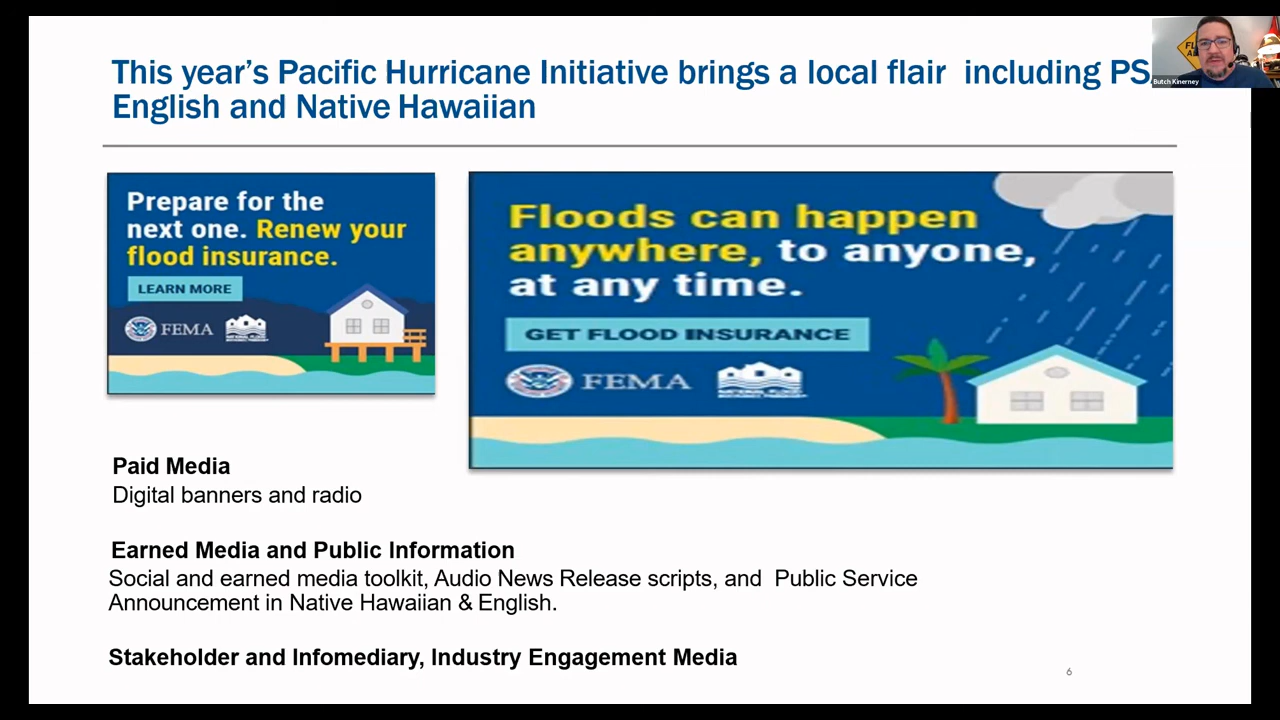 This year's Pacific Hurricane Initiative brings a local flair including PS
English and Native Hawaiian
Butch Kinerney
Prepare for the
next one. Renew your
flood insurance.
LEARN MORE
FEMA
Floods can happen
anywhere, to anyone,
at any time.
GET FLOOD INSURANCE
FEMA
Paid Media
Digital banners and radio
Earned Media and Public Information
Social and earned media toolkit, Audio News Release scripts, and Public Service
Announcement in Native Hawaiian & English.
Stakeholder and Infomediary, Industry Engagement Media
6